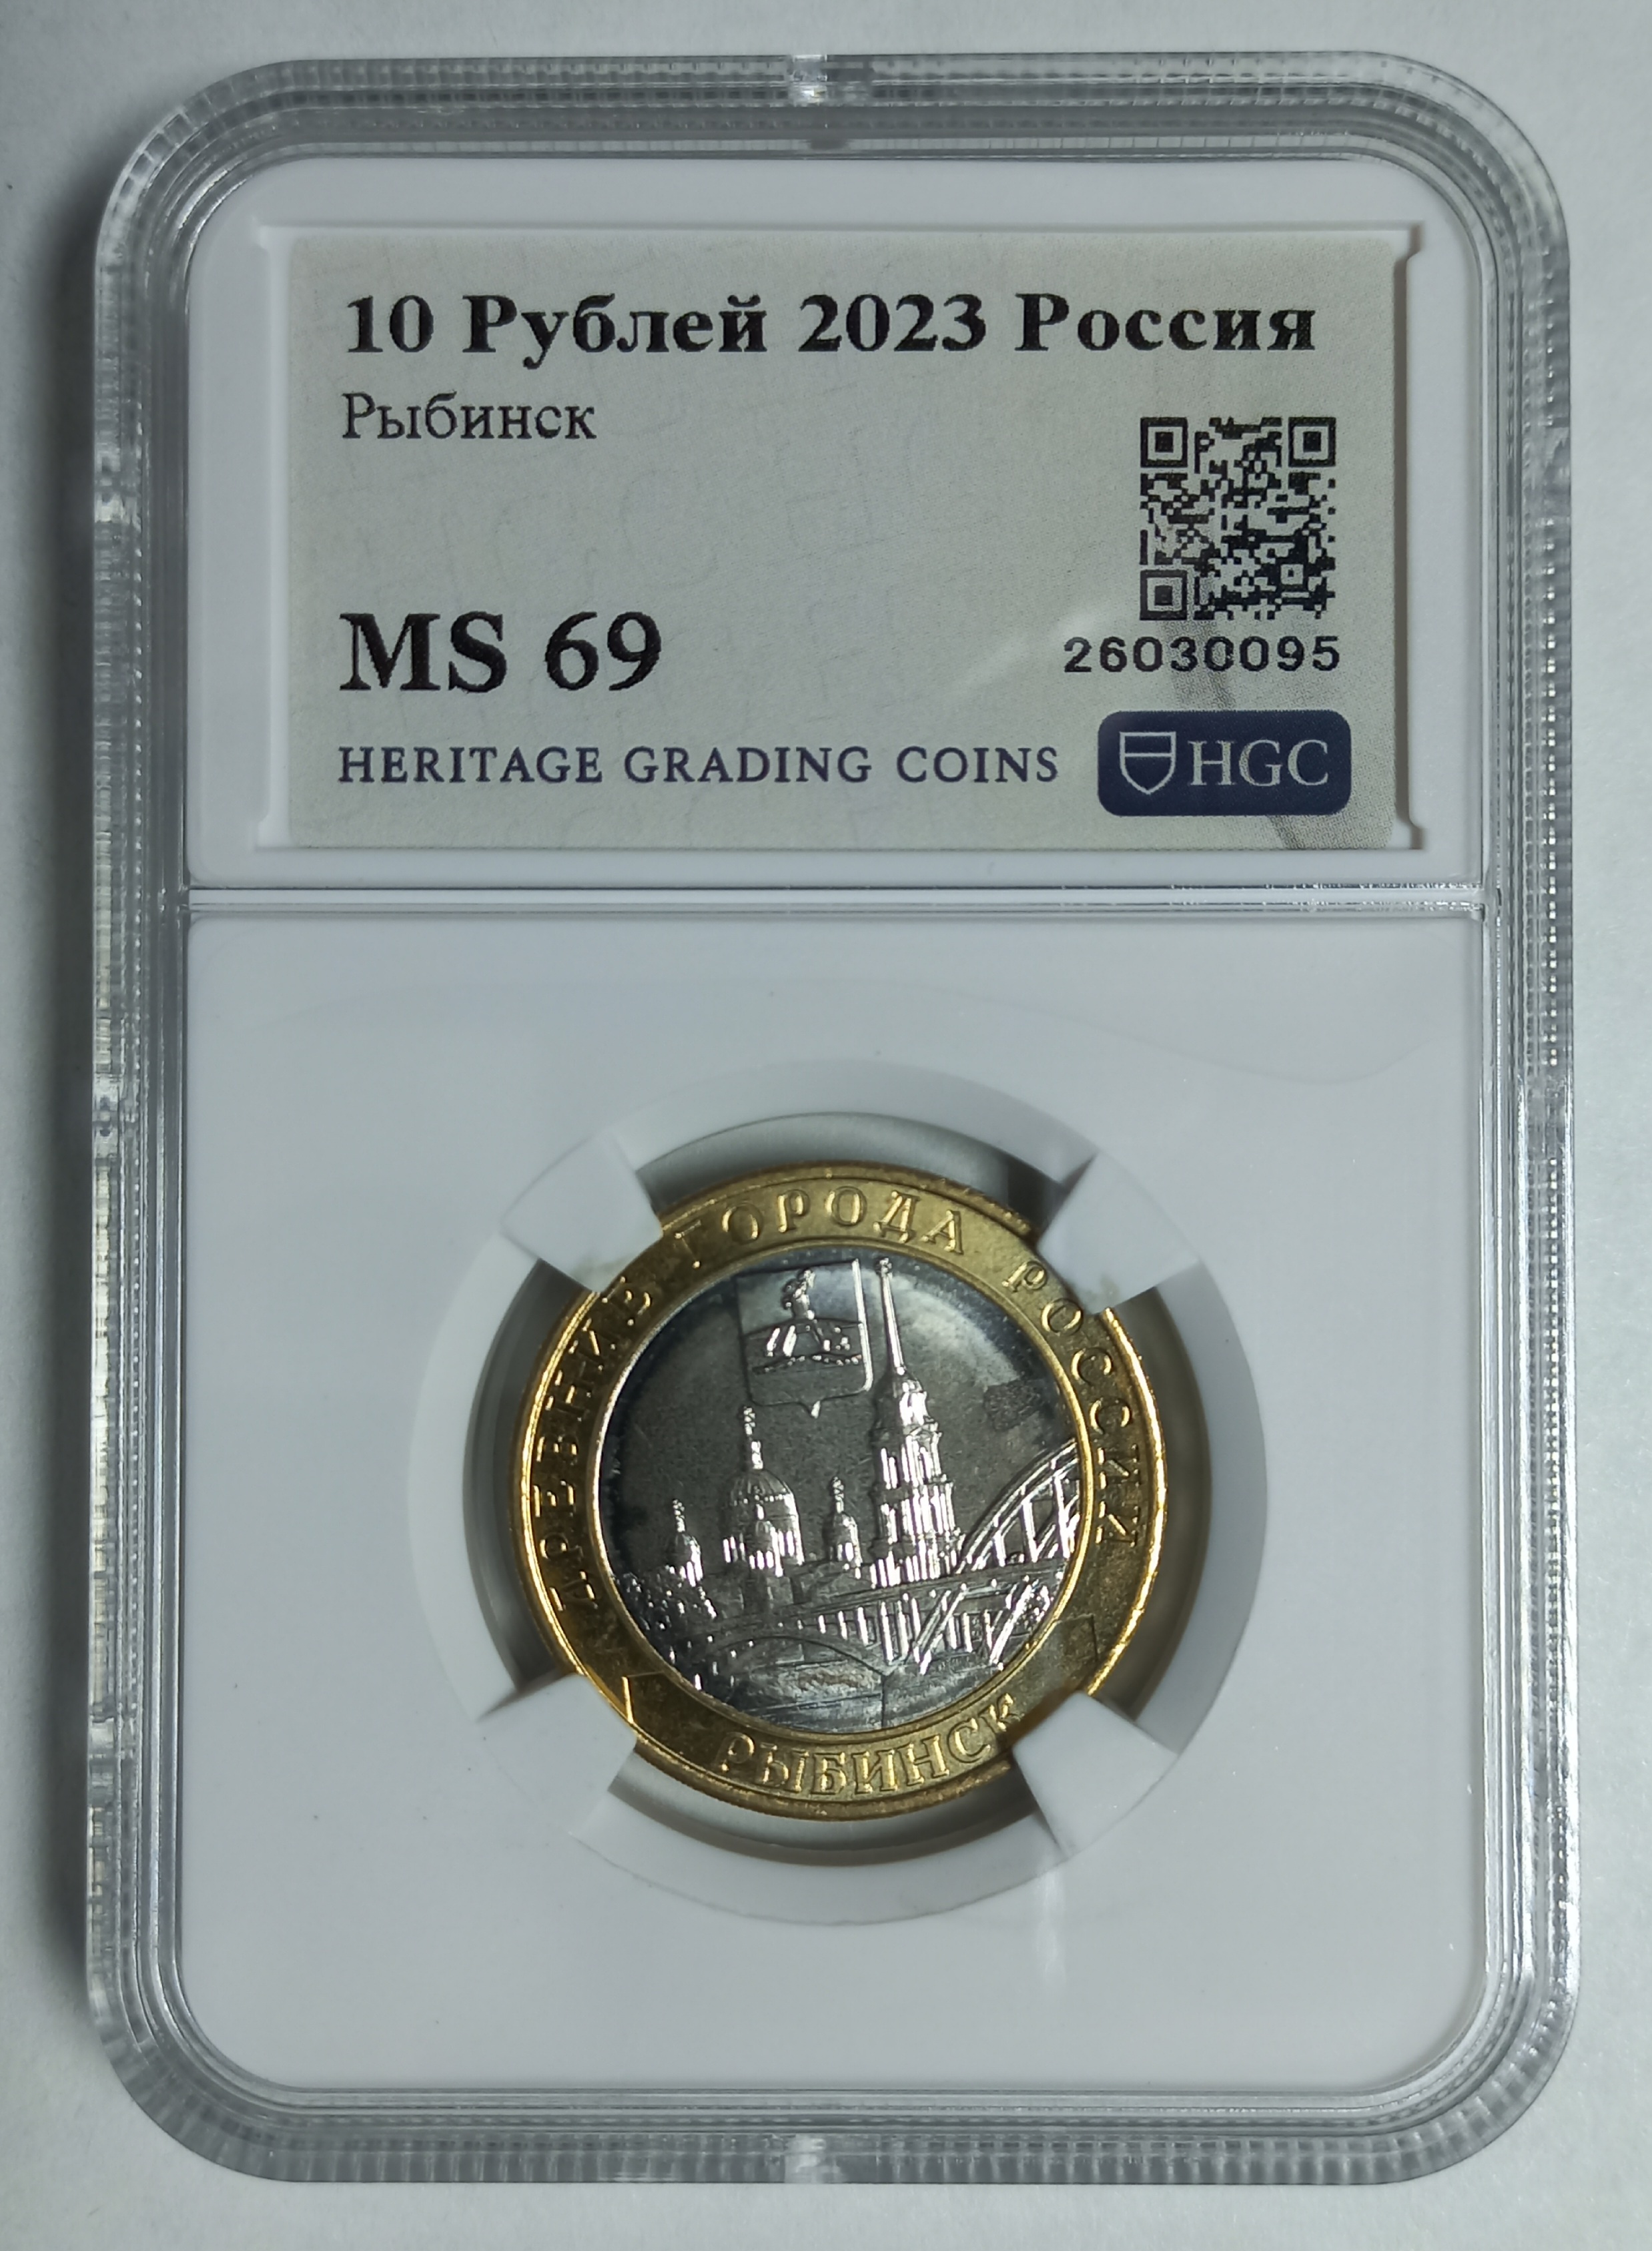 10 Рублей 2023 Россия
Рыбинск
MS 69
26030095
HERITAGE GRADING COINS
HGC
ДРЕВНИЕ ГОРОДА РОССИИ
РЫБИНСК